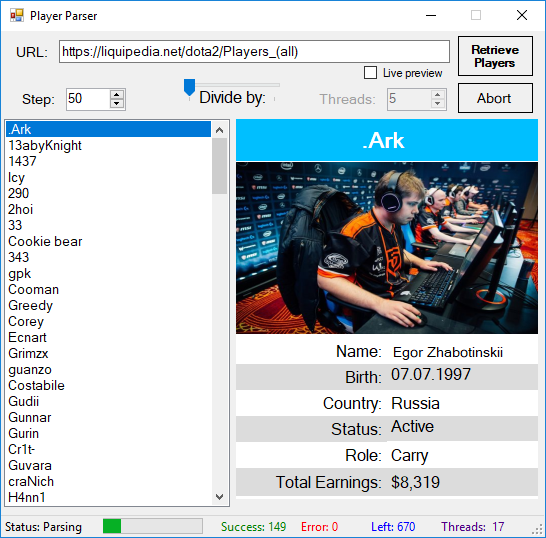 Player Parser
URL: https://liquipedia.net/dota2/Players_(all)
Retrieve Players
Live preview
Step: 50
Divide by:
Threads: 5
Abort
.Ark
13abyKnight
1437
Icy
290
2hoi
33
Cookie bear
343
gpk
Cooman
Greedy
Corey
Ecnart
Grimzx
guanzo
Costabile
Gudii
Gunnar
Gurin
Cr1t-
Guvara
craNich
H4nn1
.Ark
Name: Egor Zhabotinskii
Birth: 07.07.1997
Country: Russia
Status: Active
Role: Carry
Total Earnings: $8,319
Status: Parsing
Success: 149
Error: 0
Left: 670
Threads: 17